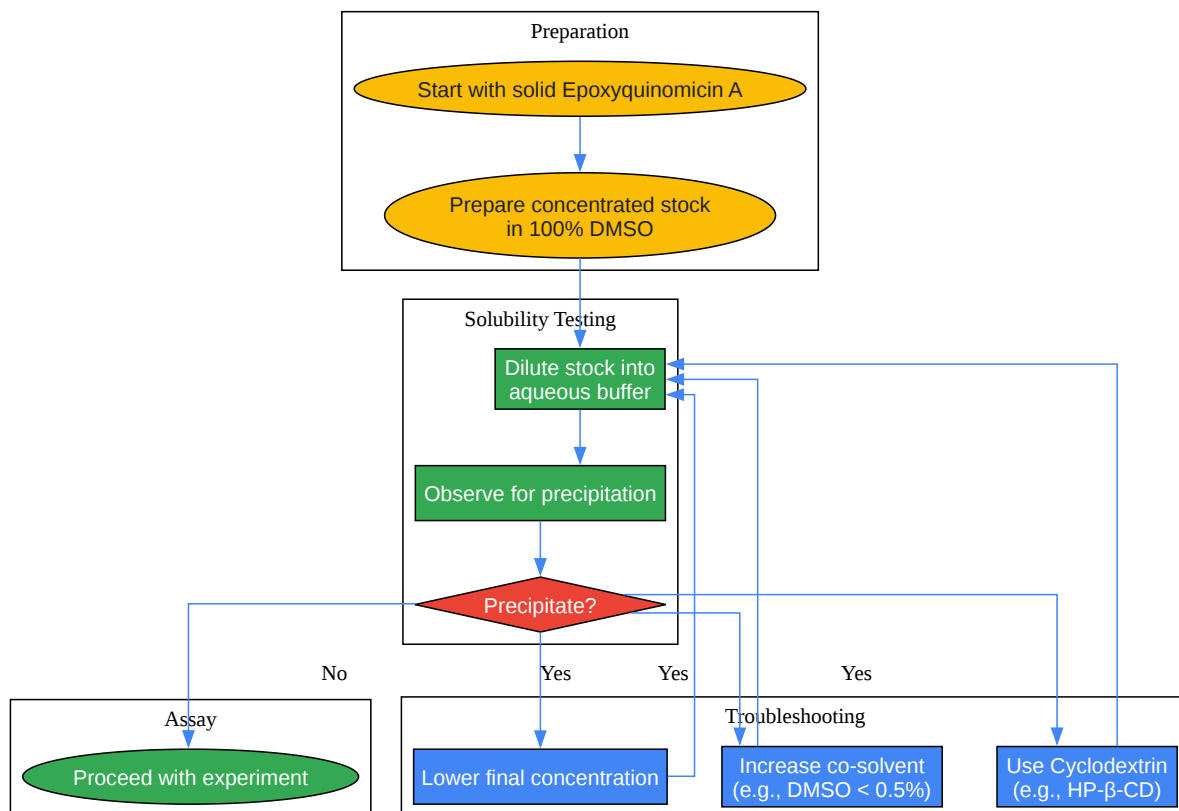 Preparation
Start with solid Epoxyquinomicin A
Prepare concentrated stock
in 100% DMSO
Solubility Testing
Dilute stock into
aqueous buffer
Observe for precipitation
Precipitate?
No
Yes
Yes
Yes
Assay
Proceed with experiment
Troubleshooting
Lower final concentration
Increase co-solvent
(e.g., DMSO < 0.5%)
Use Cyclodextrin
(e.g., HP-β-CD)